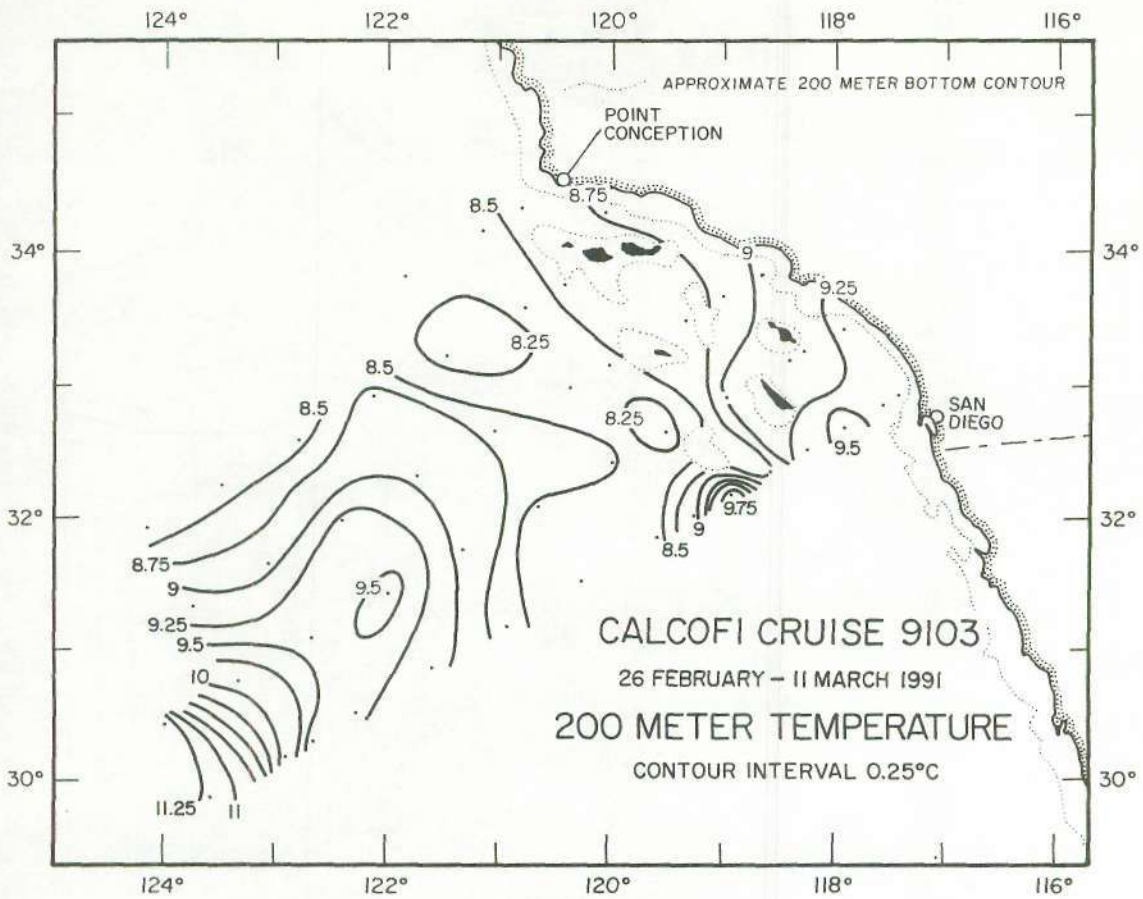 124° 122° 120° 118° 116°
APPROXIMATE 200 METER BOTTOM CONTOUR
POINT
CONCEPTION
8.5 8.75
34° 9 34°
9.25
8.25
8.5
8.5
8.25 SAN
DIEGO
9.5
32° 9.75 32°
9
8.5
8.75
9 9.5
9.25
9.5
10
CALCOFI CRUISE 9103
26 FEBRUARY – 11 MARCH 1991
200 METER TEMPERATURE
CONTOUR INTERVAL 0.25°C
30° 30°
11.25 11
124° 122° 120° 118° 116°